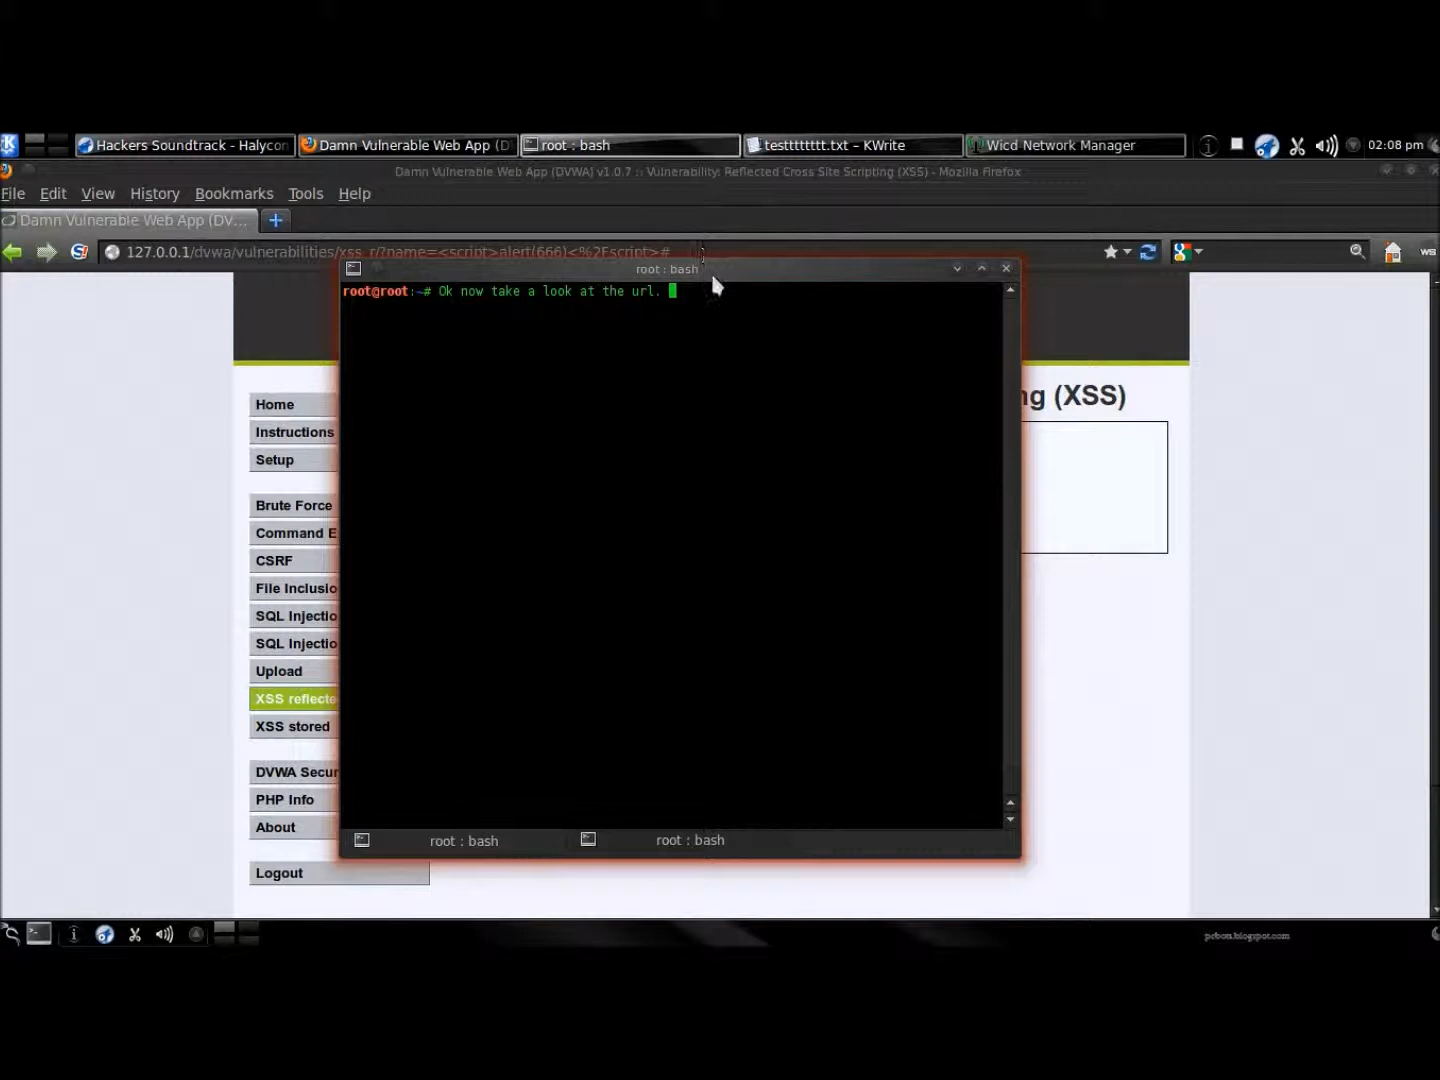 Hackers Soundtrack - Halycon
Damn Vulnerable Web App (D
root : bash
testttttttt.txt – KWrite
Wicd Network Manager
02:08 pm
Damn Vulnerable Web App (DVWA) v1.0.7 :: Vulnerability: Reflected Cross Site Scripting (XSS) - Mozilla Firefox
File Edit View History Bookmarks Tools Help
Damn Vulnerable Web App (DV...
127.0.0.1/dvwa/vulnerabilities/xss_r/?name=<script>alert(666)<%2Fscript>#
root : bash
root@root:~# Ok now take a look at the url.
ng (XSS)
Home
Instructions
Setup
Brute Force
Command E
CSRF
File Inclusio
SQL Injectio
SQL Injectio
Upload
XSS reflecte
XSS stored
DVWA Secur
PHP Info
About
Logout
root : bash
root : bash
pcbon.blogspot.com